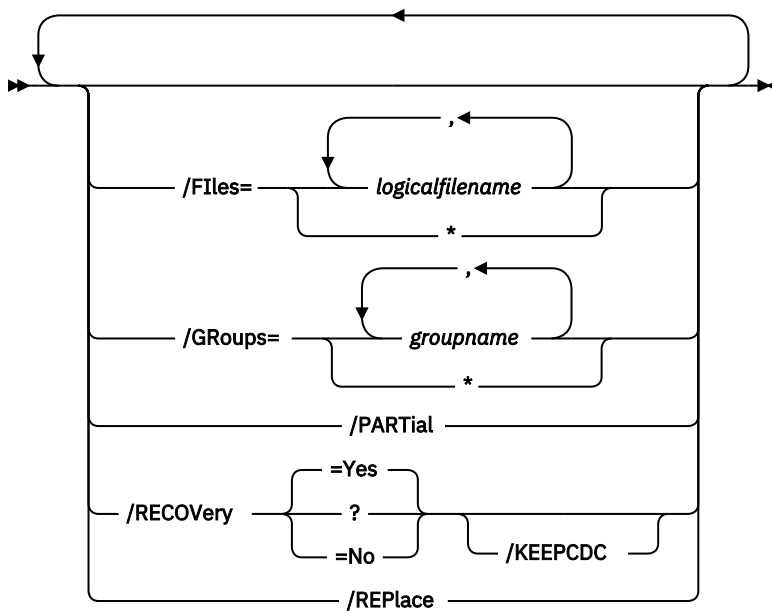 ,
/FIles= logicalfilename
*
,
/GRoups= groupname
*
/PARTial
=Yes
/RECOVery ?
=No /KEEPCDC
/REPlace